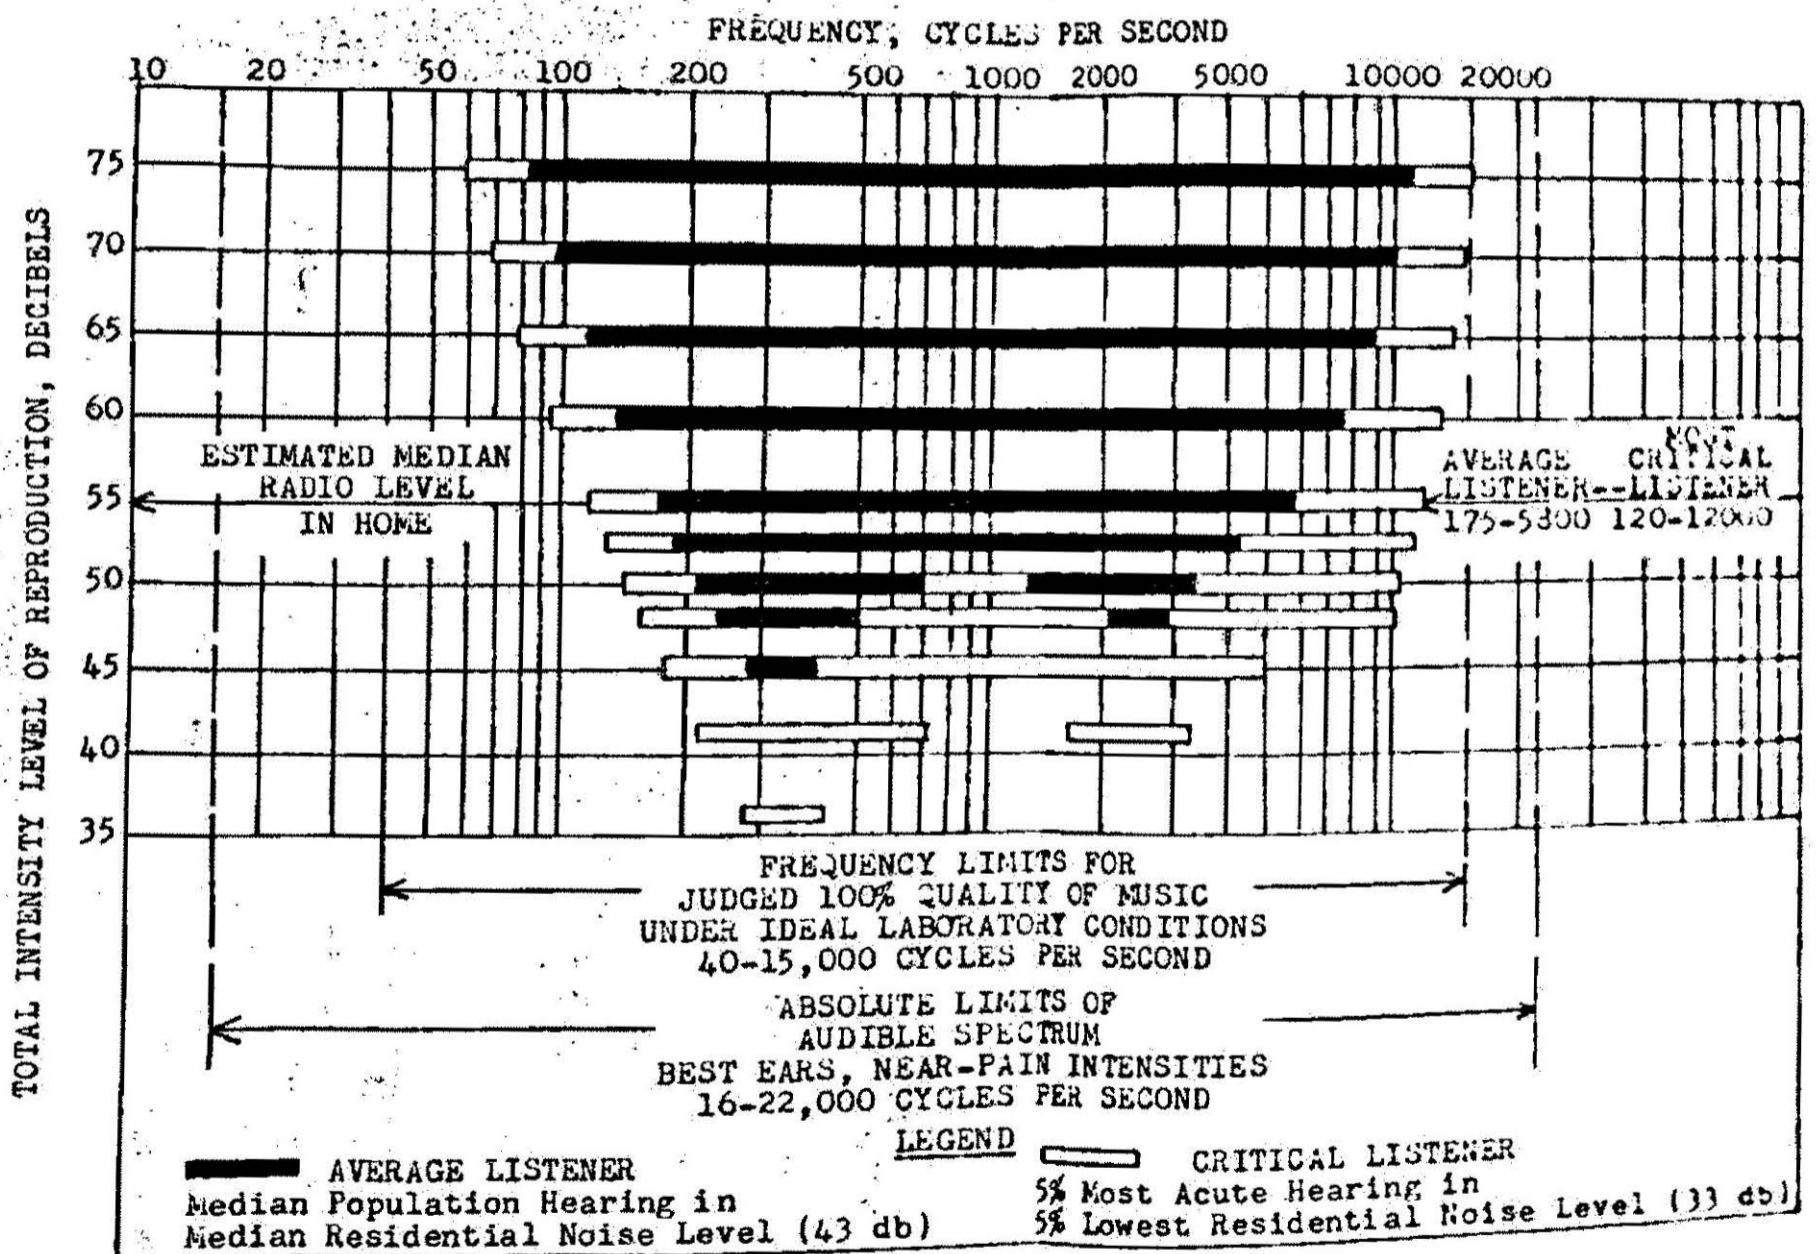 FREQUENCY, CYCLES PER SECOND
10 20 50 100 200 500 1000 2000 5000 10000 20000
TOTAL INTENSITY LEVEL OF REPRODUCTION, DECIBELS
75
70
65
60
55
50
45
40
35
ESTIMATED MEDIAN
RADIO LEVEL
IN HOME
MOST
AVERAGE CRITICAL
LISTENER--LISTENER
175-5800 120-12000
FREQUENCY LIMITS FOR
JUDGED 100% QUALITY OF MUSIC
UNDER IDEAL LABORATORY CONDITIONS
40-15,000 CYCLES PER SECOND
ABSOLUTE LIMITS OF
AUDIBLE SPECTRUM
BEST EARS, NEAR-PAIN INTENSITIES
16-22,000 CYCLES PER SECOND
LEGEND
AVERAGE LISTENER
Median Population Hearing in
Median Residential Noise Level (43 db)
CRITICAL LISTENER
5% Most Acute Hearing in
5% Lowest Residential Noise Level (33 db)